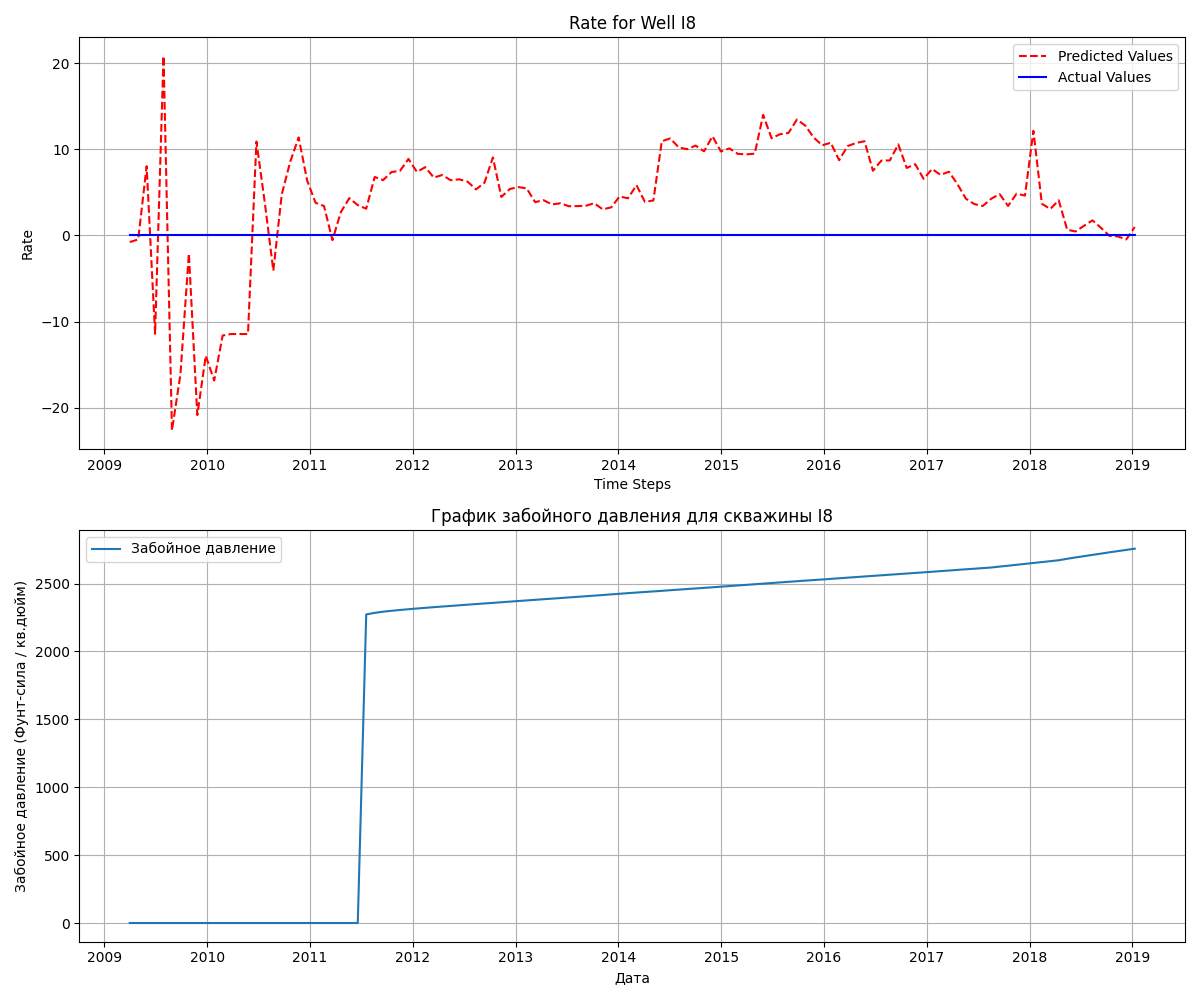 Rate for Well I8
Predicted Values
Actual Values
Rate
20
10
0
−10
−20
2009 2010 2011 2012 2013 2014 2015 2016 2017 2018 2019
Time Steps
График забойного давления для скважины I8
Забойное давление
Забойное давление (Фунт-сила / кв.дюйм)
2500
2000
1500
1000
500
0
2009 2010 2011 2012 2013 2014 2015 2016 2017 2018 2019
Дата